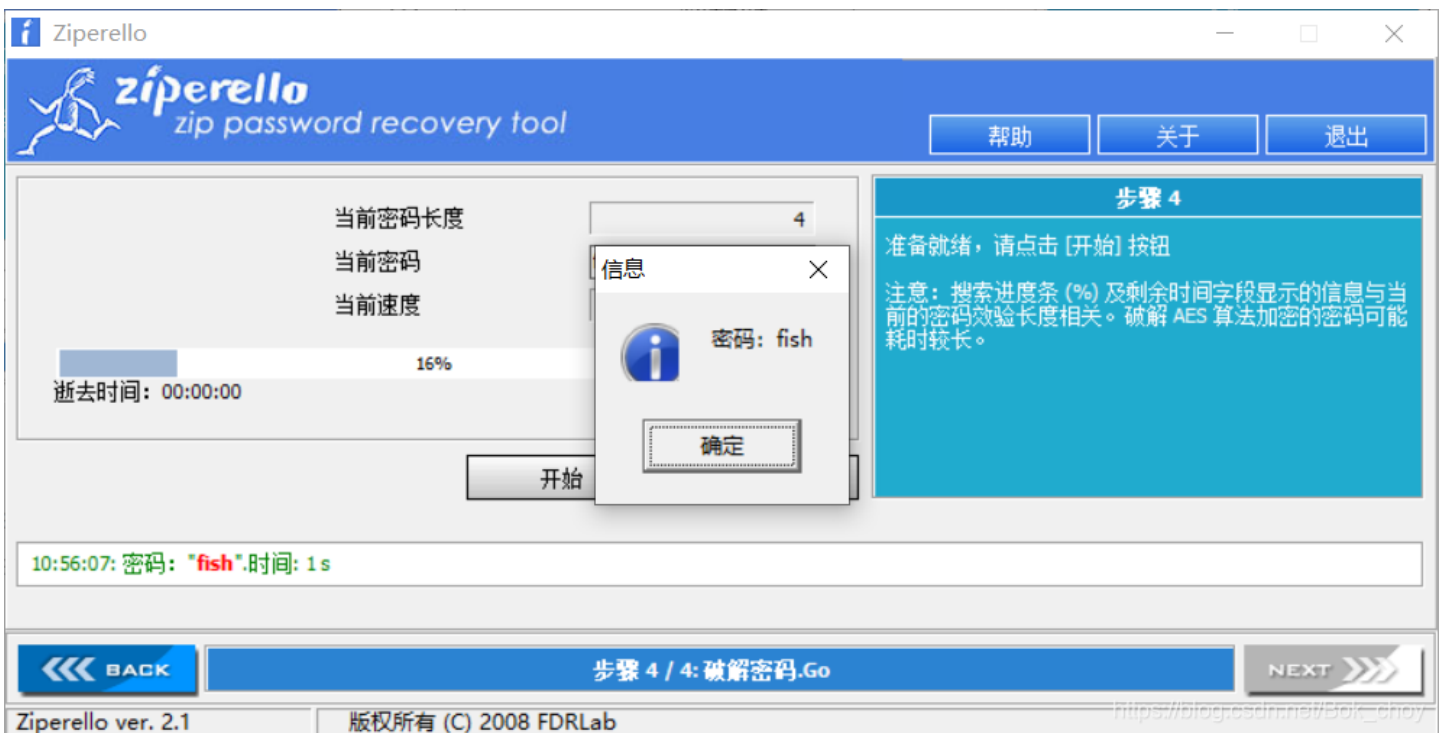 Ziperello
ziperello
zip password recovery tool
帮助
关于
退出
当前密码长度
4
当前密码
当前速度
16%
逝去时间：00:00:00
开始
信息
密码：fish
确定
步骤 4
准备就绪，请点击 [开始] 按钮
注意：搜索进度条 (%) 及剩余时间字段显示的信息与当
前的密码效验长度相关。破解 AES 算法加密的密码可能
耗时较长。
10:56:07: 密码："fish".时间: 1 s
BACK
步骤 4 / 4: 破解密码.Go
NEXT
Ziperello ver. 2.1
版权所有 (C) 2008 FDRLab
https://blog.csdn.net/Bok_choy